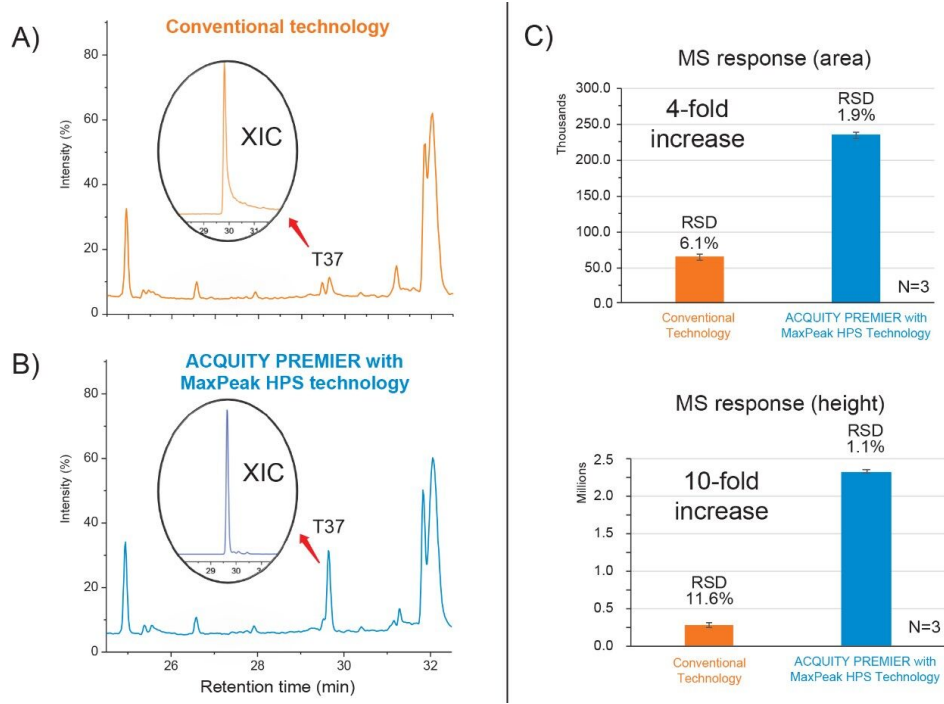 A)
Conventional technology
80
60
40
20
0
Intensity (%)
XIC
29 30 31
T37
B)
ACQUITY PREMIER with
MaxPeak HPS technology
80
60
40
20
0
Intensity (%)
XIC
29 30
T37
26 28 30 32
Retention time (min)
C)
MS response (area)
Thousands
300.0
250.0
200.0
150.0
100.0
50.0
0.0
4-fold
increase
RSD
6.1%
RSD
1.9%
N=3
Conventional
Technology
ACQUITY PREMIER with
MaxPeak HPS Technology
MS response (height)
Millions
2.5
2.0
1.5
1.0
0.5
0.0
10-fold
increase
RSD
11.6%
RSD
1.1%
N=3
Conventional
Technology
ACQUITY PREMIER with
MaxPeak HPS Technology